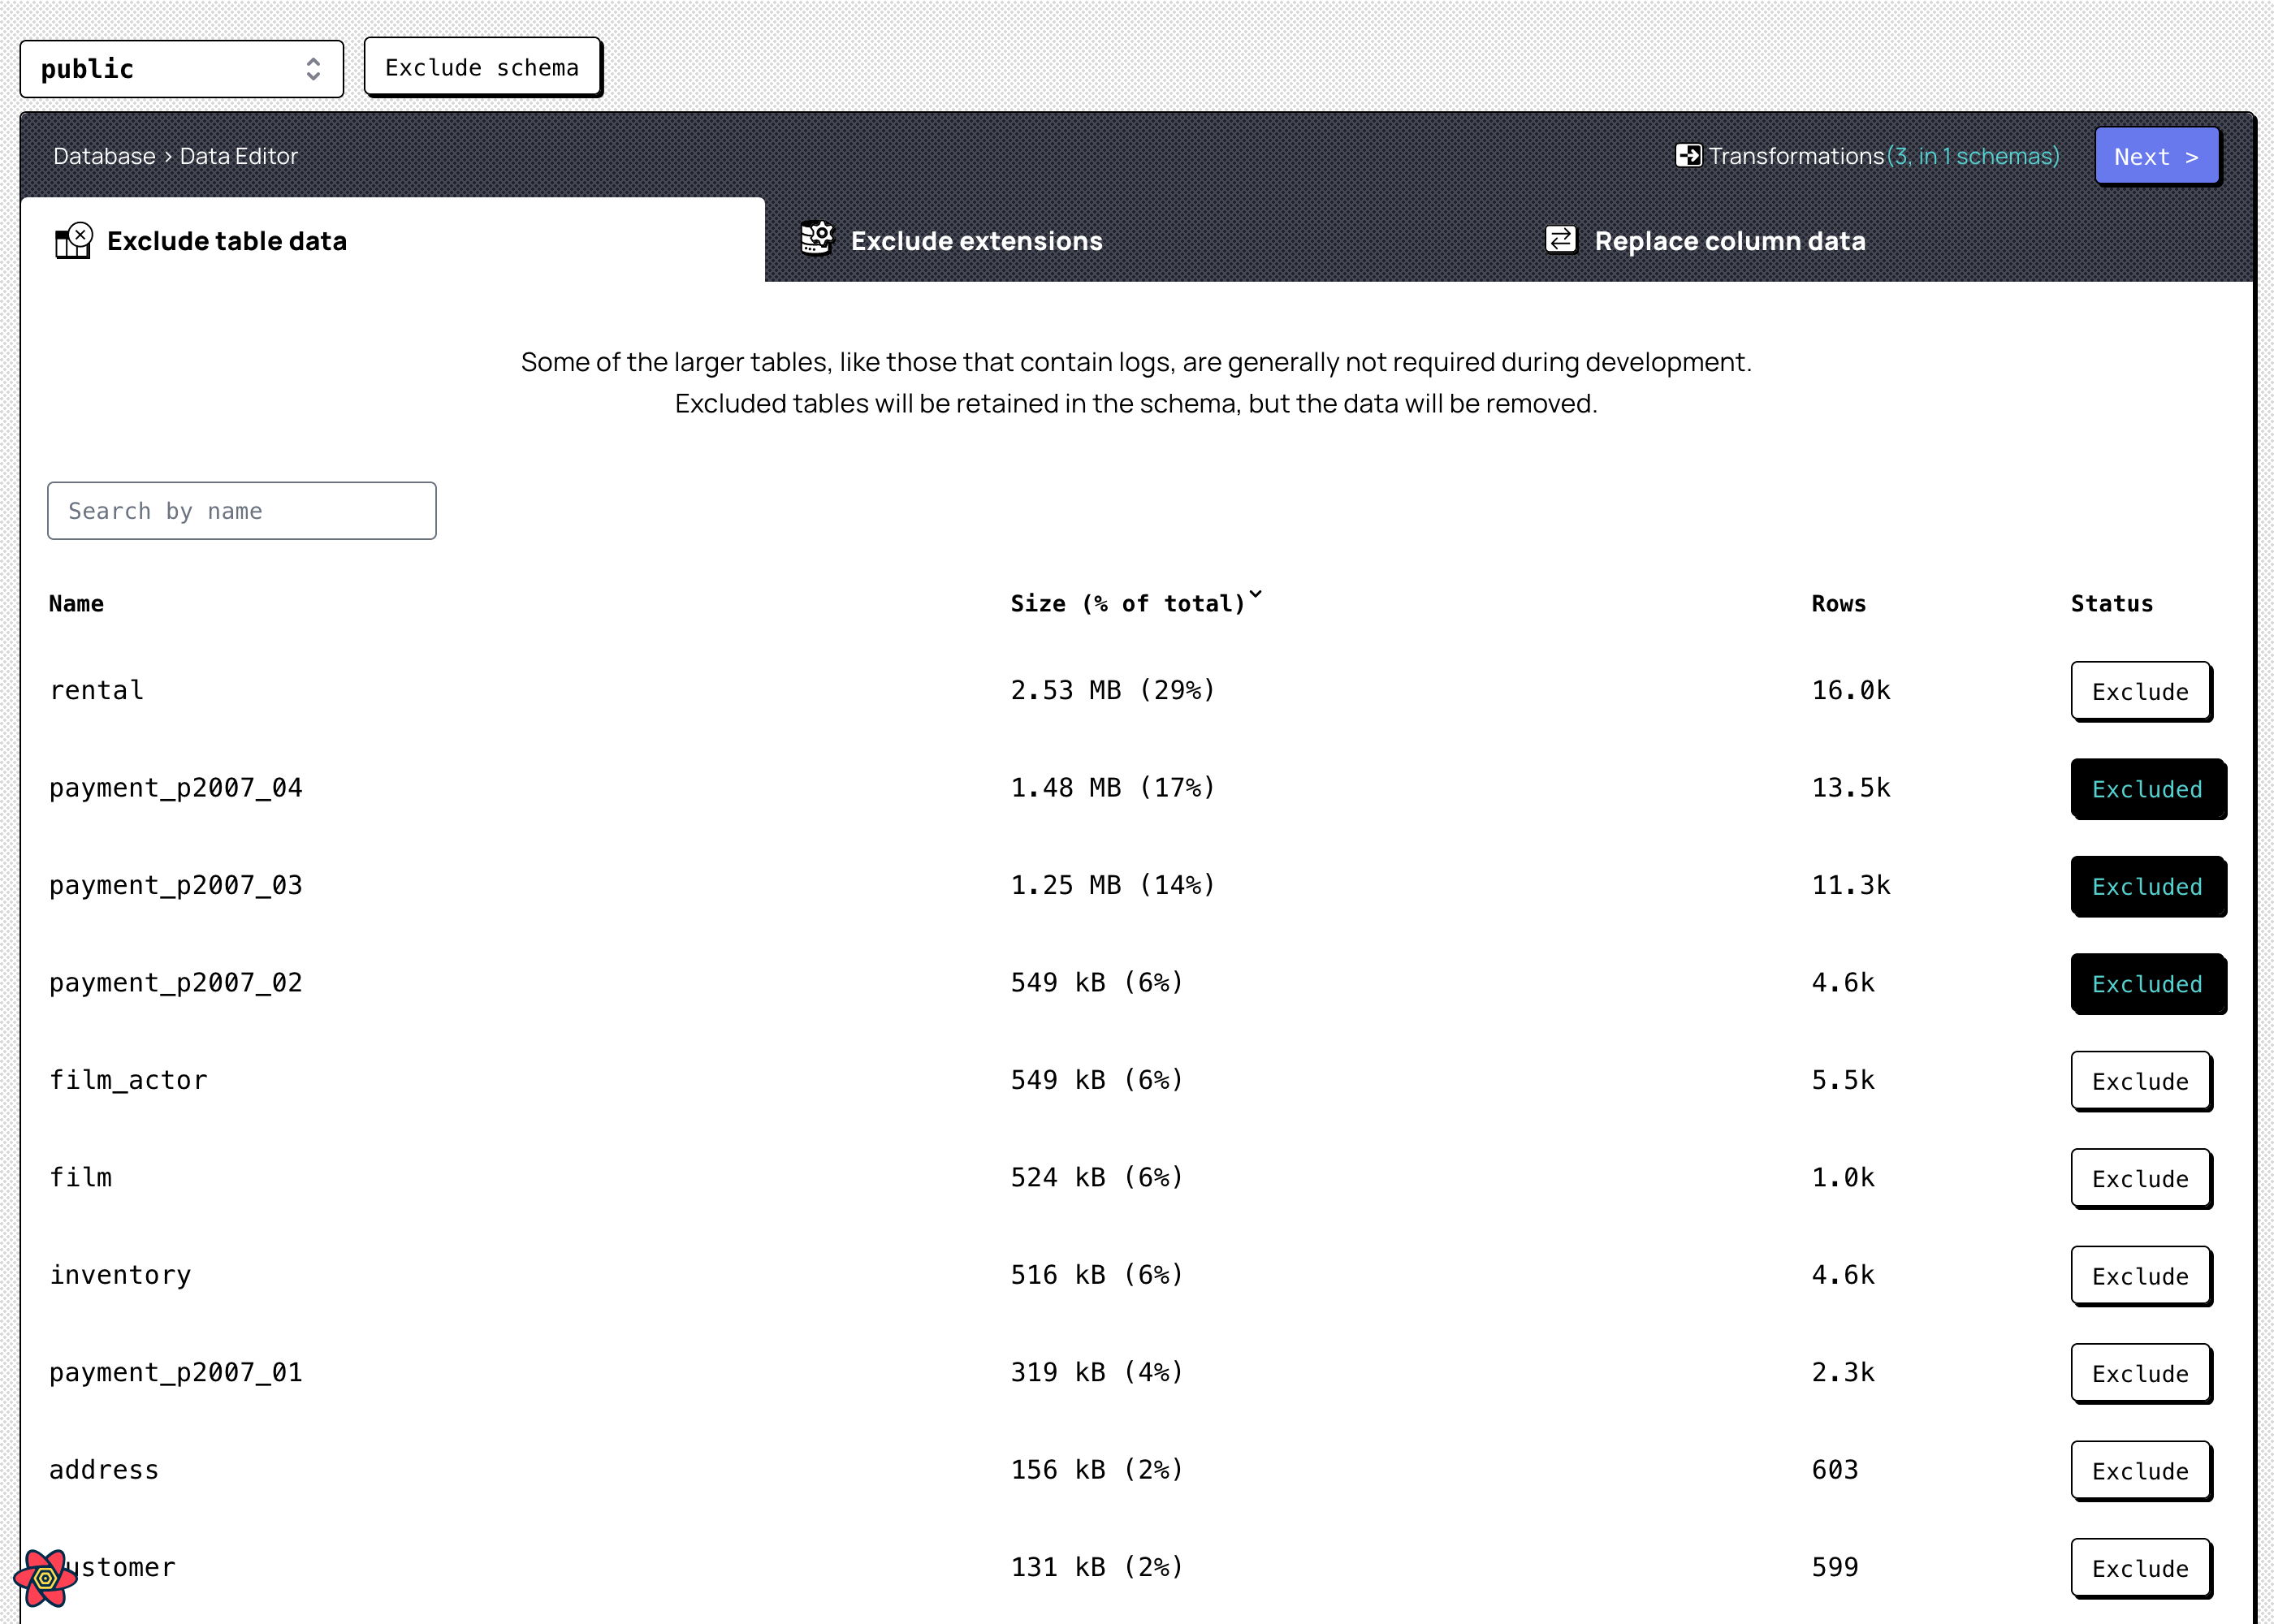 public
Exclude schema
Database › Data Editor
Transformations(3, in 1 schemas)
Next >
Exclude table data
Exclude extensions
Replace column data
Some of the larger tables, like those that contain logs, are generally not required during development.
Excluded tables will be retained in the schema, but the data will be removed.
Search by name
Name Size (% of total) Rows Status
rental 2.53 MB (29%) 16.0k Exclude
payment_p2007_04 1.48 MB (17%) 13.5k Excluded
payment_p2007_03 1.25 MB (14%) 11.3k Excluded
payment_p2007_02 549 kB (6%) 4.6k Excluded
film_actor 549 kB (6%) 5.5k Exclude
film 524 kB (6%) 1.0k Exclude
inventory 516 kB (6%) 4.6k Exclude
payment_p2007_01 319 kB (4%) 2.3k Exclude
address 156 kB (2%) 603 Exclude
customer 131 kB (2%) 599 Exclude